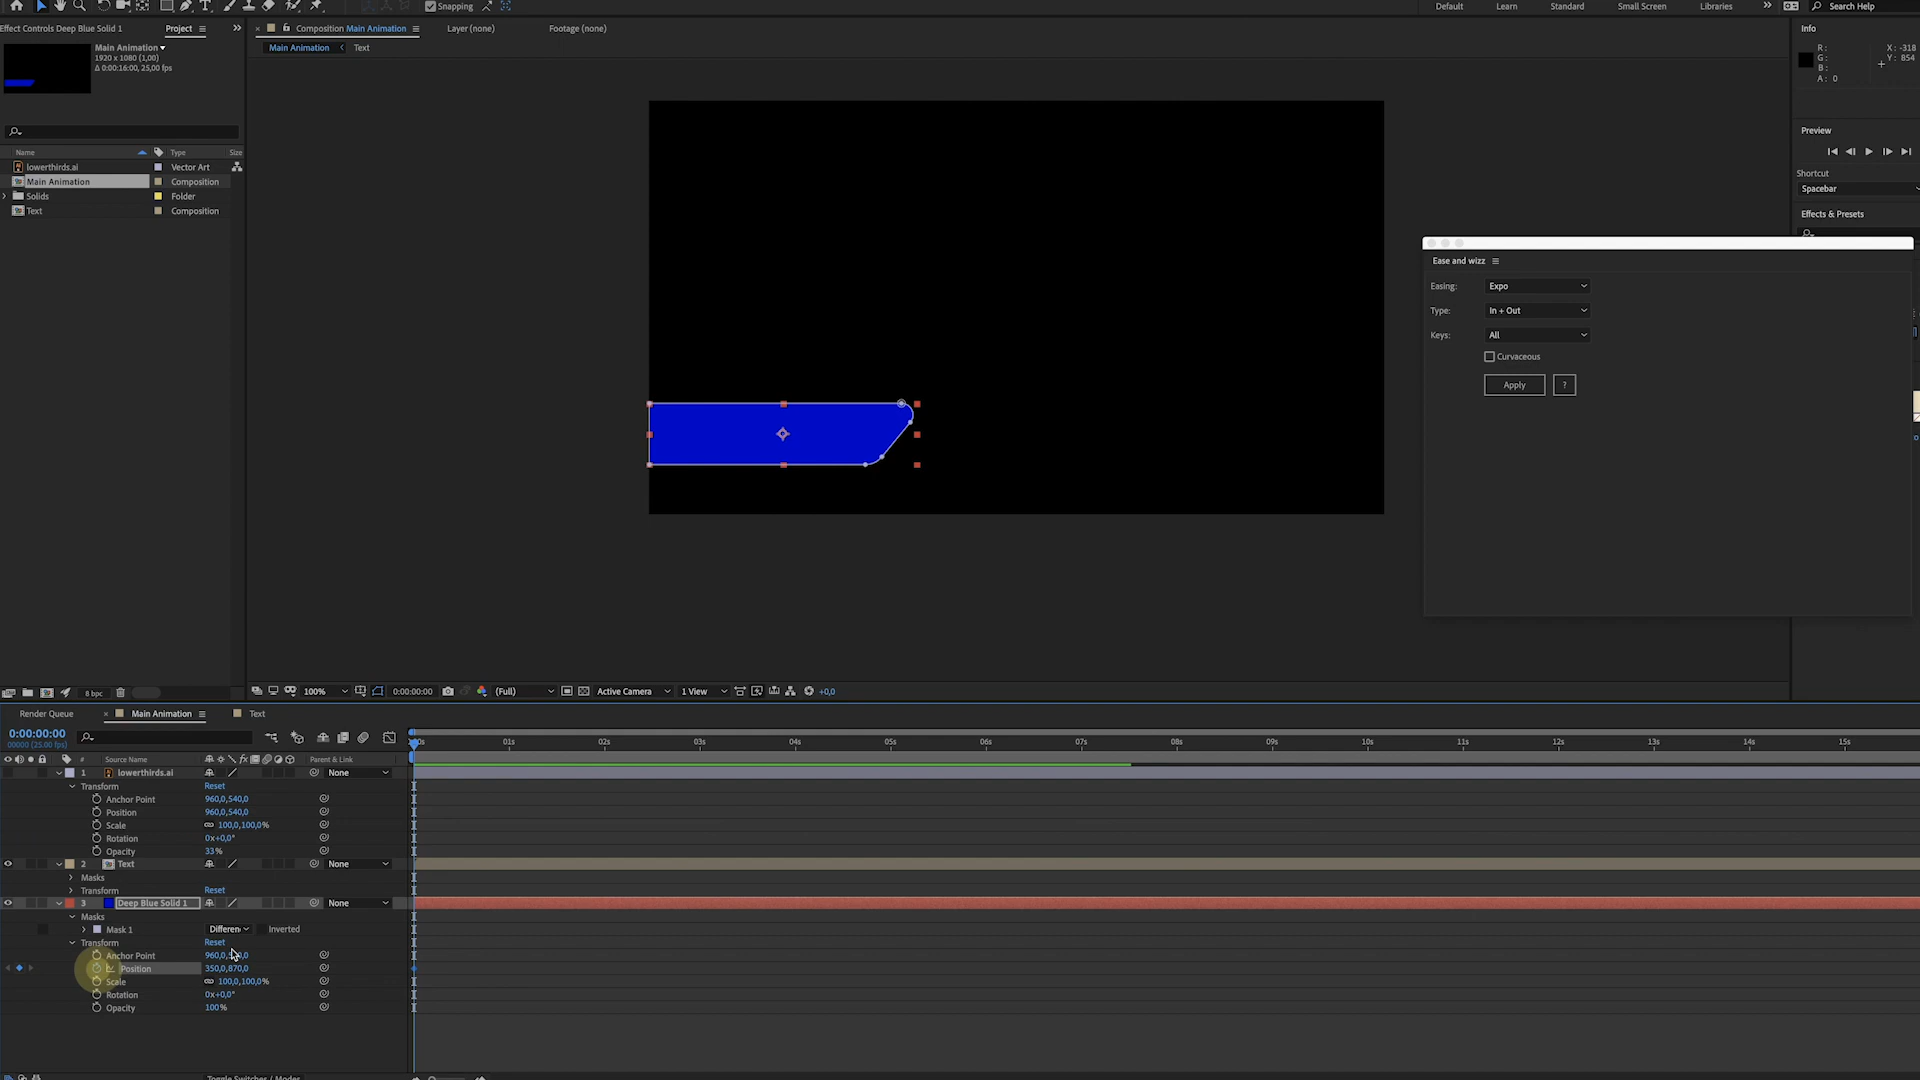 Snapping
Default
Learn
Standard
Small Screen
Libraries
Search Help
Effect Controls Deep Blue Solid 1
Project
Composition Main Animation
Layer (none)
Footage (none)
Info
Main Animation
Text
Main Animation
1920 x 1080 (1,00)
Δ 0:00:16:00, 25,00 fps
R:
G:
B:
A: 0
X: -318
Y: 854
Preview
Name
Type
Size
lowerthirds.ai
Vector Art
Main Animation
Composition
Solids
Folder
Text
Composition
Shortcut
Spacebar
Effects & Presets
Ease and wizz
Easing:
Expo
Type:
In + Out
Keys:
All
Curvaceous
Apply
?
8 bpc
100%
0:00:00:00
(Full)
Active Camera
1 View
+0,0
Render Queue
Main Animation
Text
0:00:00:00
00000 (25.00 fps)
01s
02s
03s
04s
05s
06s
07s
08s
09s
10s
11s
12s
13s
14s
15s
#
Source Name
Parent & Link
1
lowerthirds.ai
None
Transform
Reset
Anchor Point
960,0,540,0
Position
960,0,540,0
Scale
100,0,100,0%
Rotation
0x+0,0°
Opacity
33%
2
Text
None
Masks
Transform
Reset
3
Deep Blue Solid 1
None
Masks
Mask 1
Differen
Inverted
Transform
Reset
Anchor Point
Position
350,0,870,0
Scale
100,0,100,0%
Rotation
0x+0,0°
Opacity
100%
Toggle Switches / Modes